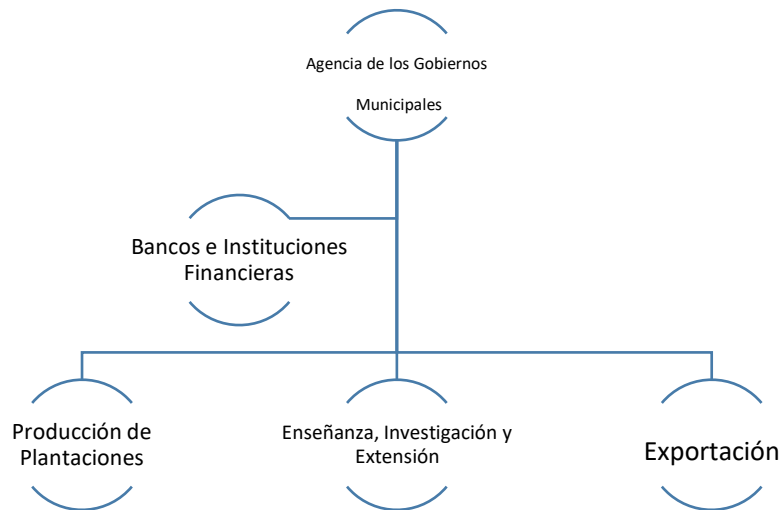 Agencia de los Gobiernos
Municipales
Bancos e Instituciones
Financieras
Producción de
Plantaciones
Enseñanza, Investigación y
Extensión
Exportación